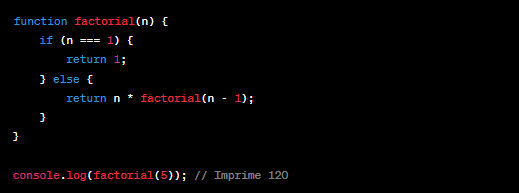 function factorial(n) {
    if (n === 1) {
        return 1;
    } else {
        return n * factorial(n - 1);
    }
}

console.log(factorial(5)); // Imprime 120